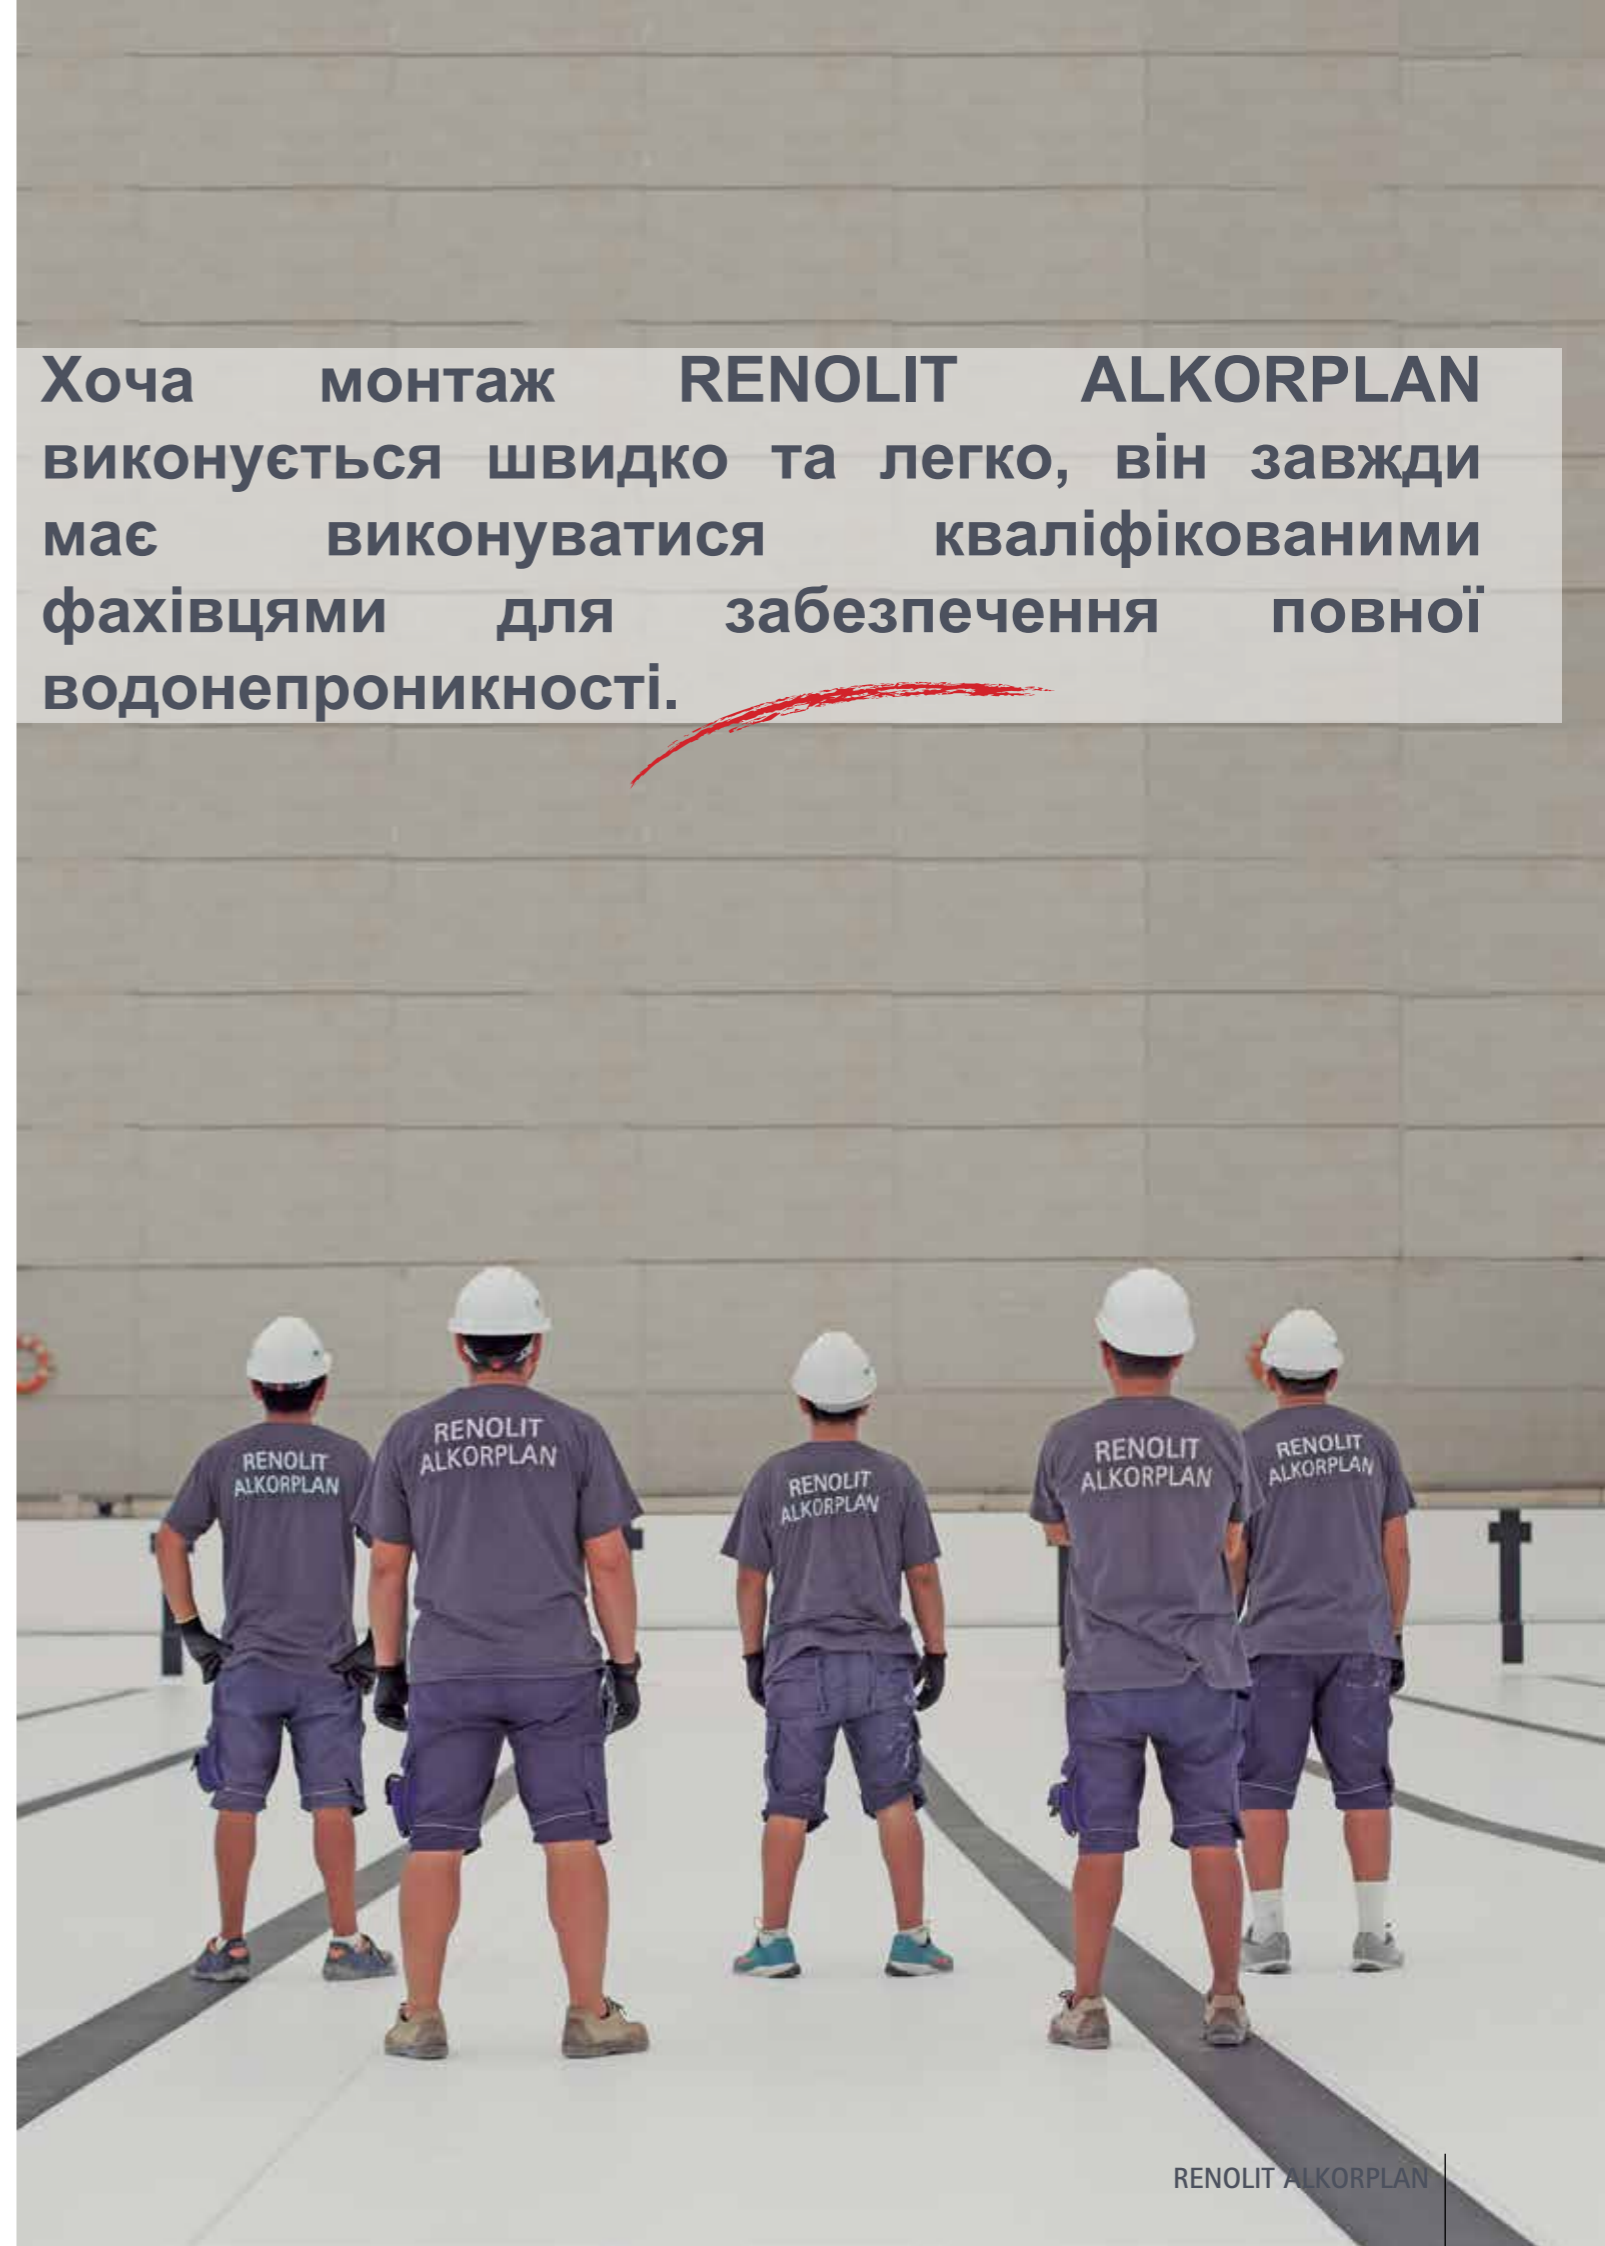 Хоча монтаж RENOLIT ALKORPLAN
виконується швидко та легко, він завжди
має виконуватися кваліфікованими
фахівцями для забезпечення повної
водонепроникності.
RENOLIT
ALKORPLAN
RENOLIT
ALKORPLAN
RENOLIT
ALKORPLAN
RENOLIT
ALKORPLAN
RENOLIT
ALKORPLAN
RENOLIT ALKORPLAN